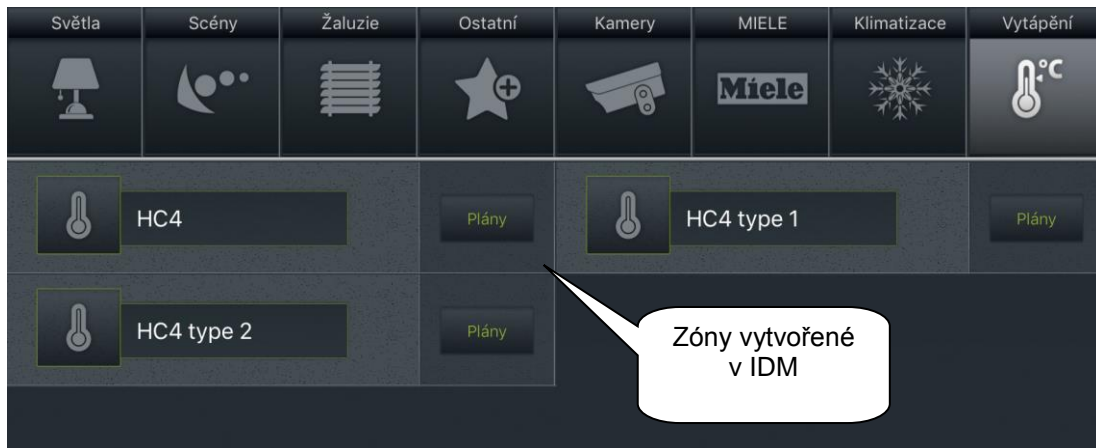 Světla Scény Žaluzie Ostatní Kamery MIELE Klimatizace Vytápění
Miele °C
HC4 Plány HC4 type 1 Plány
HC4 type 2 Plány
Zóny vytvořené
v IDM